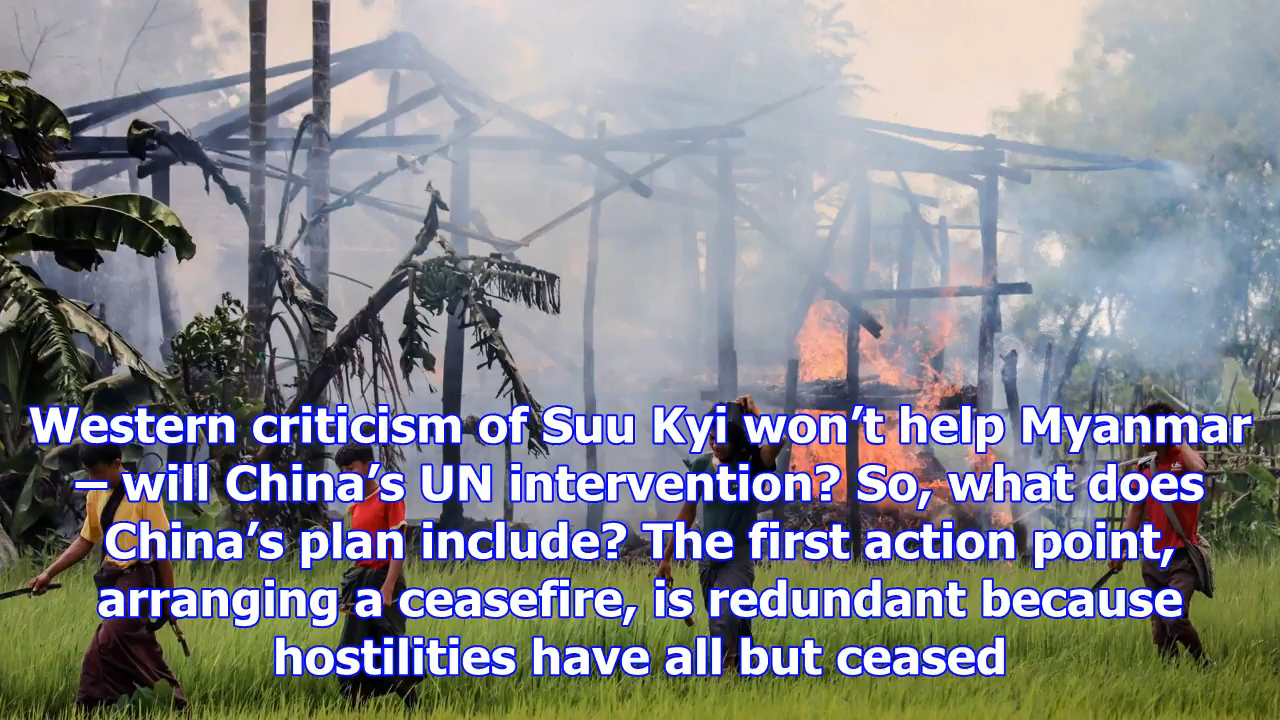 Western criticism of Suu Kyi won’t help Myanmar
– will China’s UN intervention? So, what does
China’s plan include? The first action point,
arranging a ceasefire, is redundant because
hostilities have all but ceased